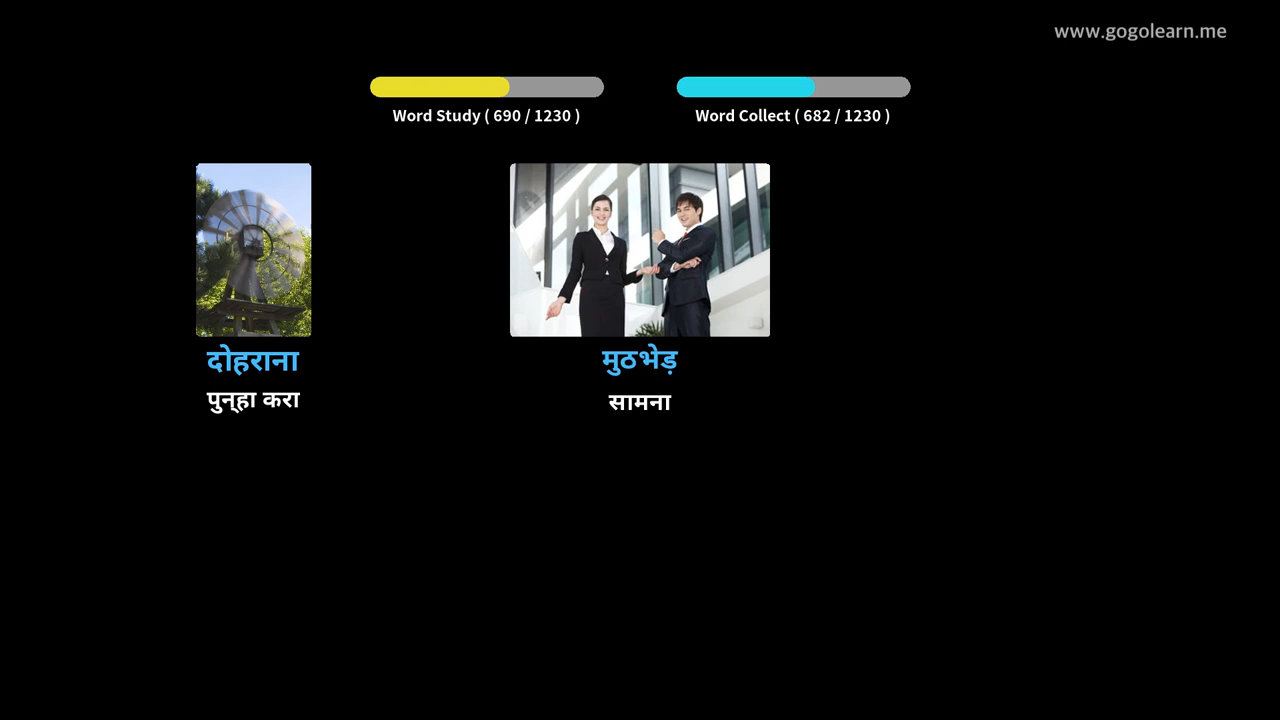 www.gogolearn.me
Word Study ( 690 / 1230 )
Word Collect ( 682 / 1230 )
दोहराना
मुठभेड़
पुन्हा करा
सामना